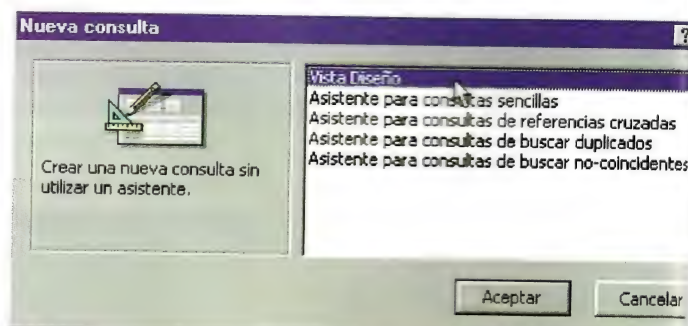 Nueva consulta
?
Crear una nueva consulta sin
utilizar un asistente.
Vista Diseño
Asistente para consultas sencillas
Asistente para consultas de referencias cruzadas
Asistente para consultas de buscar duplicados
Asistente para consultas de buscar no-coincidentes
Aceptar
Cancelar